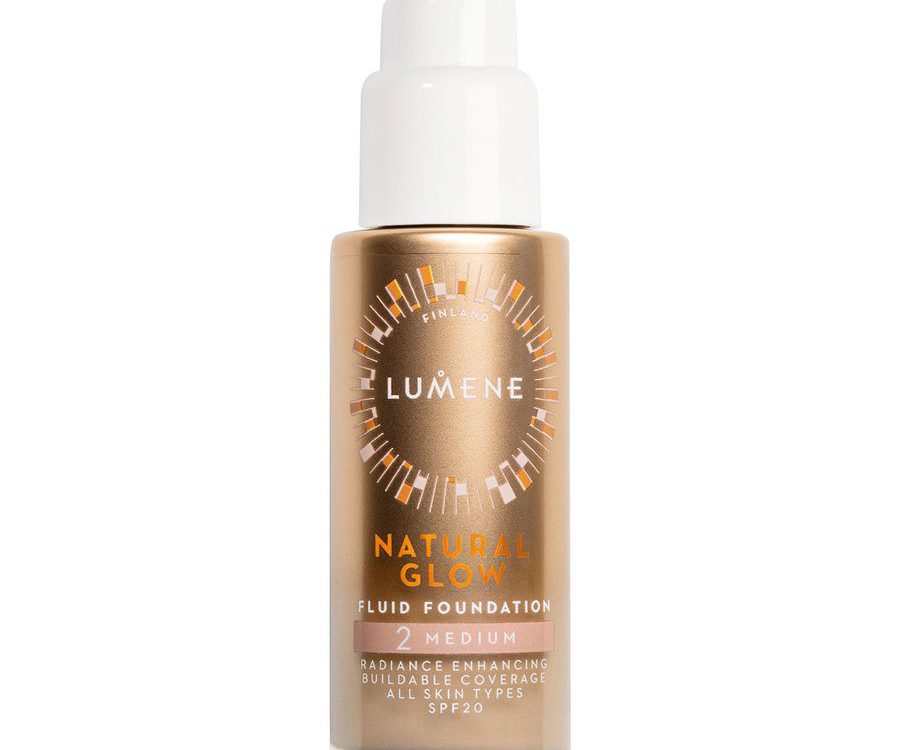 FINLAND
LUMENE
NATURAL
GLOW
FLUID FOUNDATION
2 MEDIUM
RADIANCE ENHANCING
BUILDABLE COVERAGE
ALL SKIN TYPES
SPF20